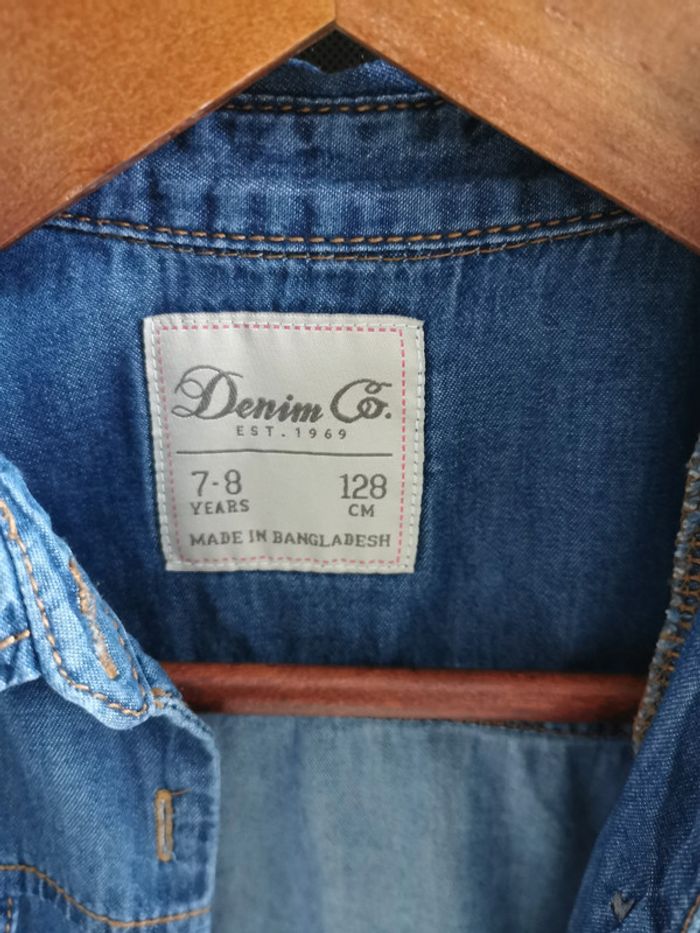 Denim Co.
EST. 1969
7-8 128
YEARS CM
MADE IN BANGLADESH